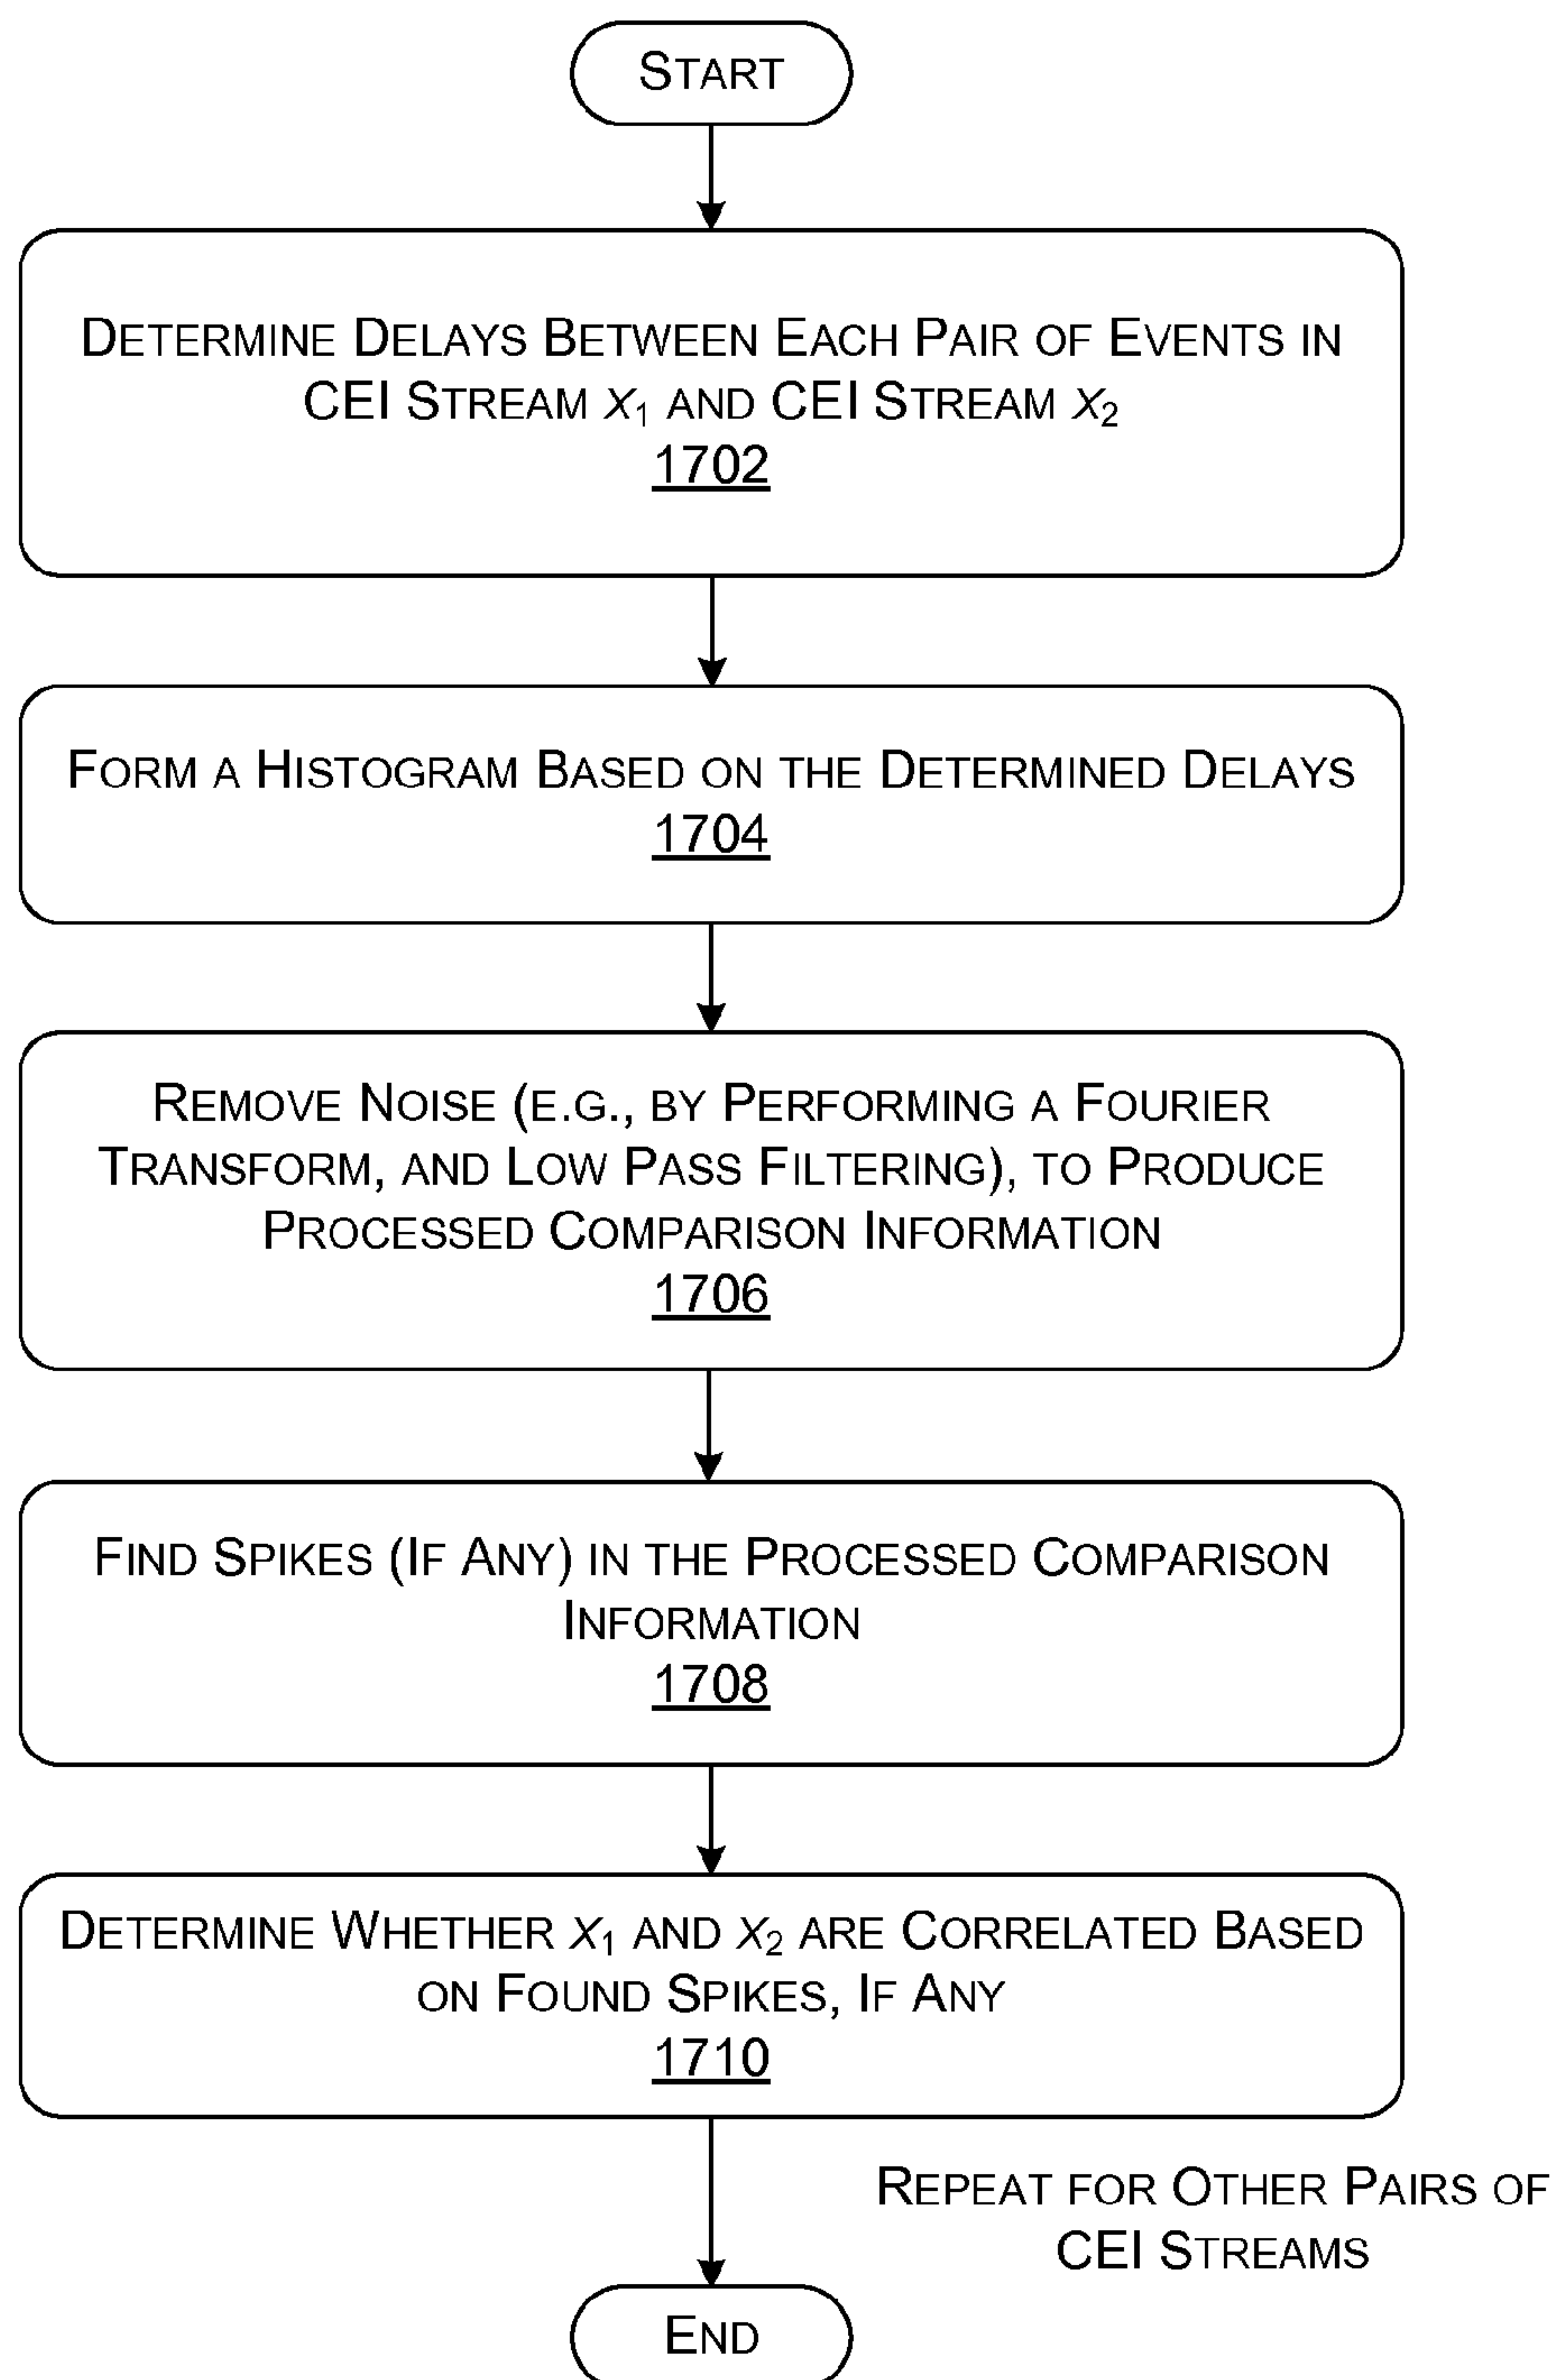 START
DETERMINE DELAYS BETWEEN EACH PAIR OF EVENTS IN
CEI STREAM X₁ AND CEI STREAM X₂
1702
FORM A HISTOGRAM BASED ON THE DETERMINED DELAYS
1704
REMOVE NOISE (E.G., BY PERFORMING A FOURIER
TRANSFORM, AND LOW PASS FILTERING), TO PRODUCE
PROCESSED COMPARISON INFORMATION
1706
FIND SPIKES (IF ANY) IN THE PROCESSED COMPARISON
INFORMATION
1708
DETERMINE WHETHER X₁ AND X₂ ARE CORRELATED BASED
ON FOUND SPIKES, IF ANY
1710
REPEAT FOR OTHER PAIRS OF
CEI STREAMS
END